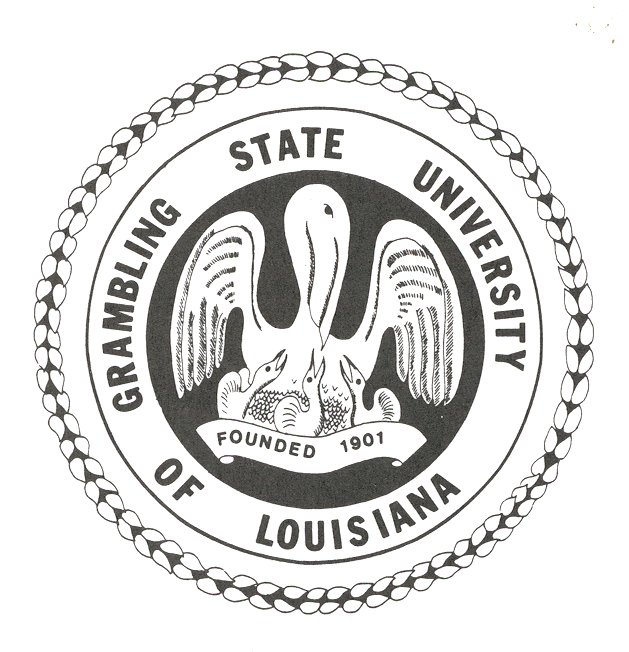 GRAMBLING STATE UNIVERSITY
OF LOUISIANA
FOUNDED 1901